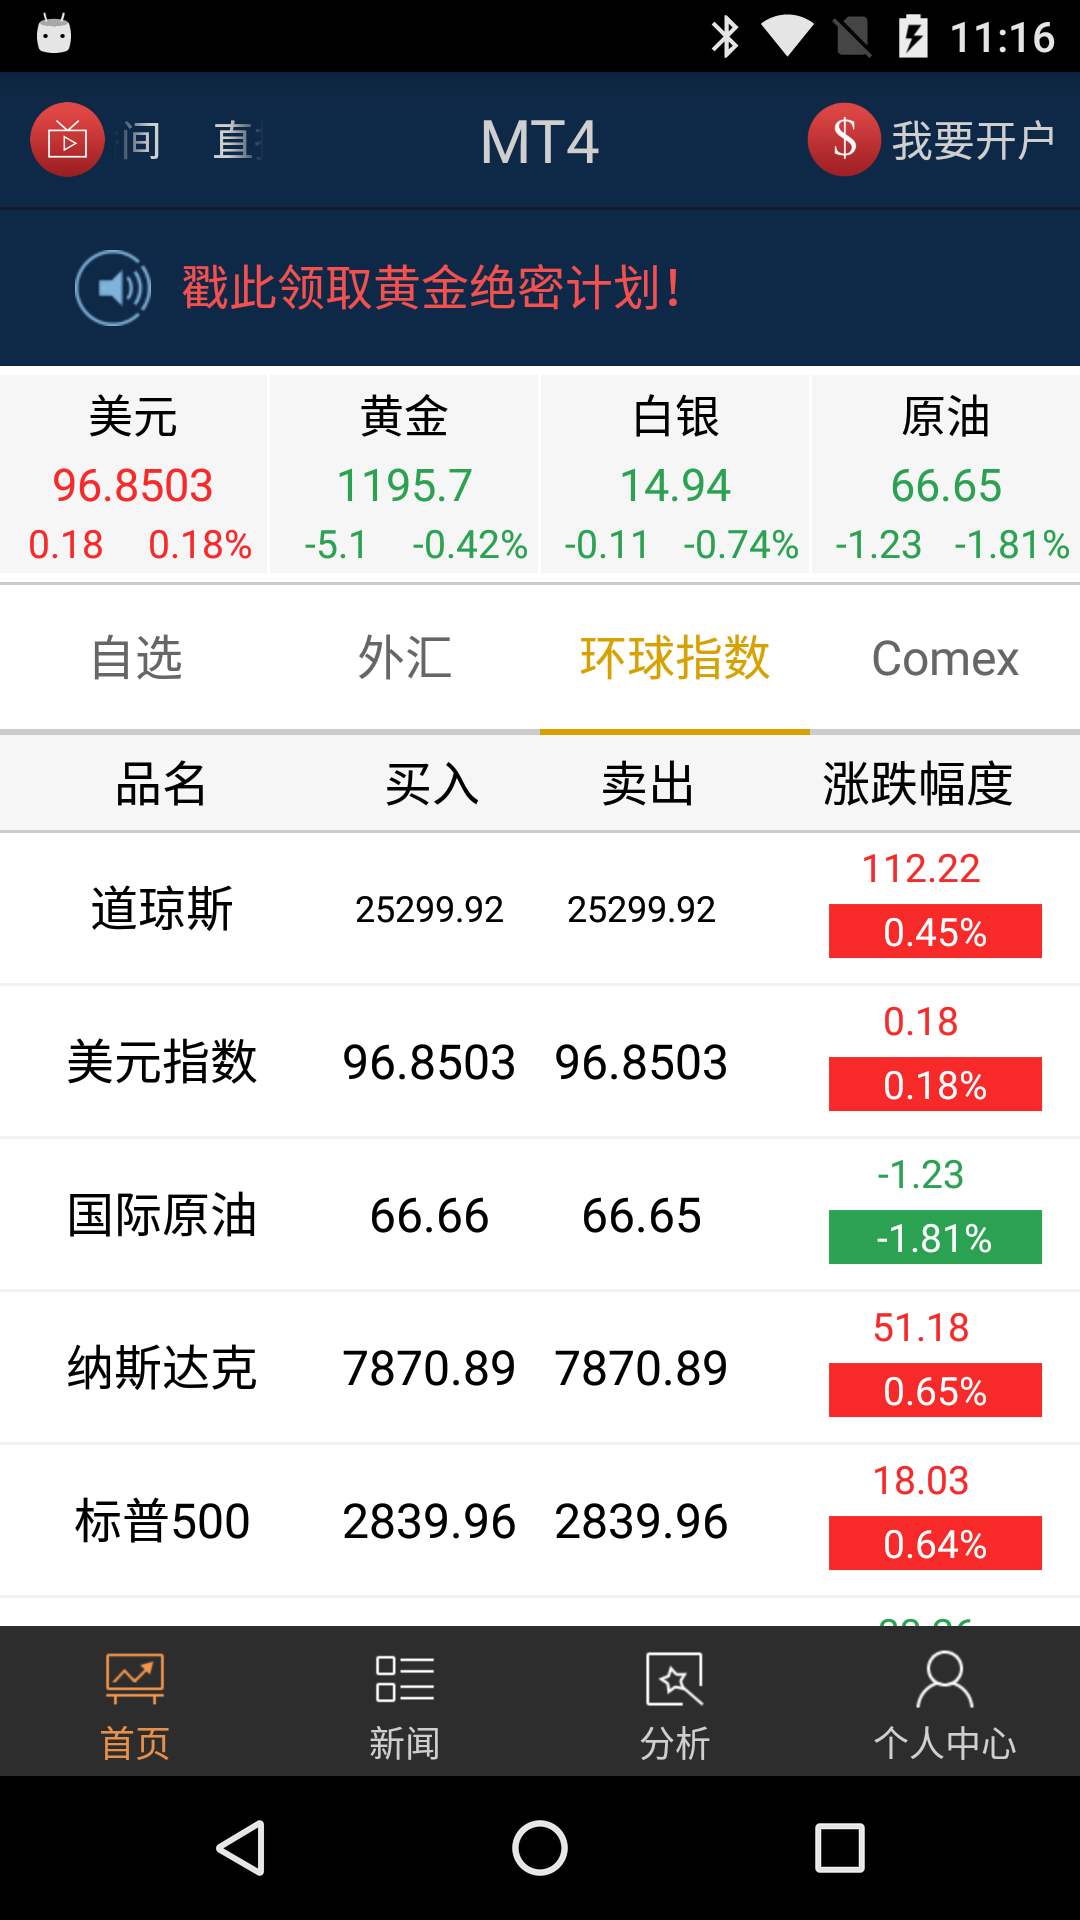 11:16
间 直
MT4
$ 我要开户
戳此领取黄金绝密计划!
美元 黄金 白银 原油
96.8503 1195.7 14.94 66.65
0.18 0.18% -5.1 -0.42% -0.11 -0.74% -1.23 -1.81%
自选 外汇 环球指数 Comex
品名 买入 卖出 涨跌幅度
道琼斯 25299.92 25299.92 112.22
0.45%
美元指数 96.8503 96.8503 0.18
0.18%
国际原油 66.66 66.65 -1.23
-1.81%
纳斯达克 7870.89 7870.89 51.18
0.65%
标普500 2839.96 2839.96 18.03
0.64%
首页 新闻 分析 个人中心